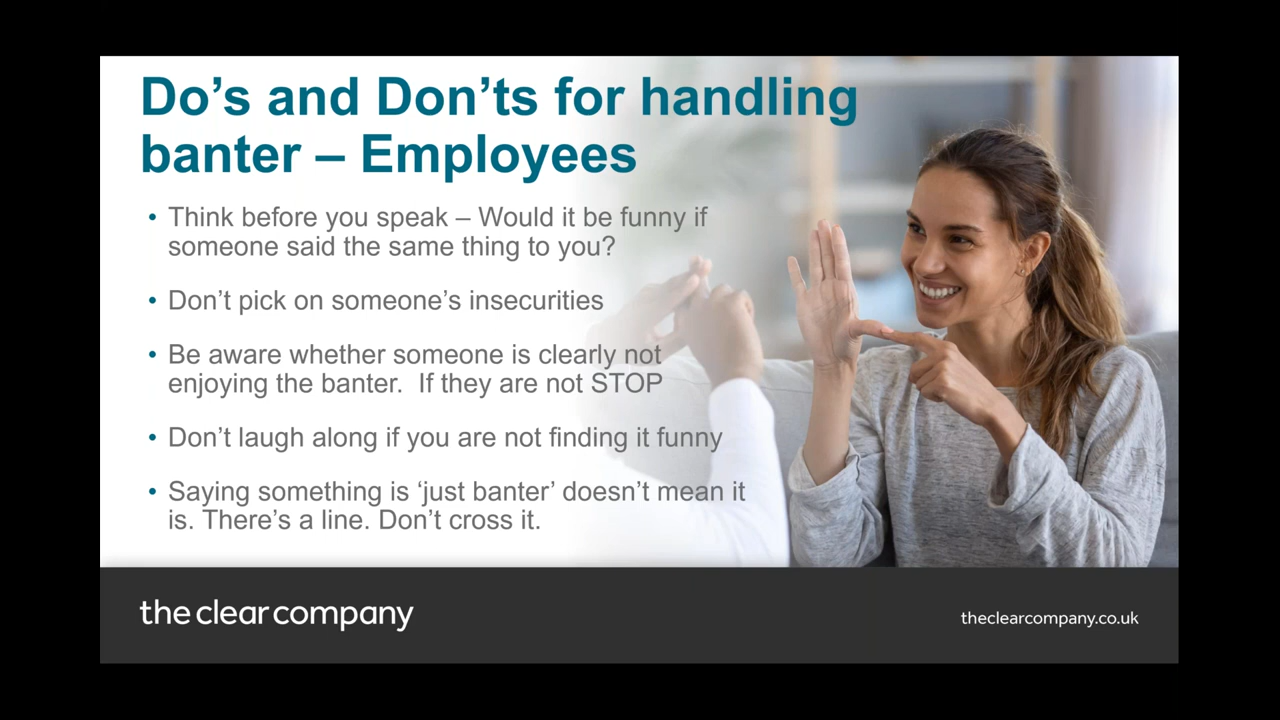 Do’s and Don’ts for handling
banter – Employees
• Think before you speak – Would it be funny if
someone said the same thing to you?
• Don’t pick on someone’s insecurities
• Be aware whether someone is clearly not
enjoying the banter.  If they are not STOP
• Don’t laugh along if you are not finding it funny
• Saying something is ‘just banter’ doesn’t mean it
is. There’s a line. Don’t cross it.
the clear company
theclearcompany.co.uk